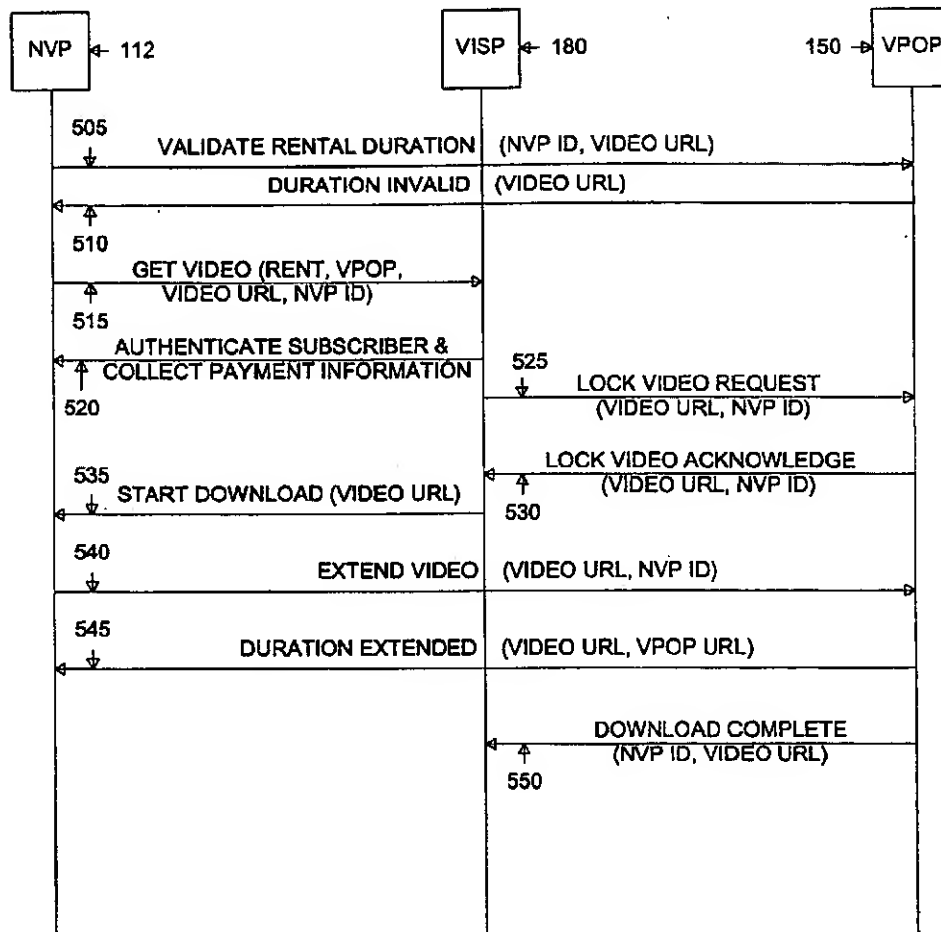 NVP 112 VISP 180 150 VPOP
505
VALIDATE RENTAL DURATION (NVP ID, VIDEO URL)
DURATION INVALID (VIDEO URL)
510
GET VIDEO (RENT, VPOP,
VIDEO URL, NVP ID)
515
AUTHENTICATE SUBSCRIBER &
COLLECT PAYMENT INFORMATION
520
525
LOCK VIDEO REQUEST
(VIDEO URL, NVP ID)
LOCK VIDEO ACKNOWLEDGE
(VIDEO URL, NVP ID)
530
535
START DOWNLOAD (VIDEO URL)
540
EXTEND VIDEO (VIDEO URL, NVP ID)
545
DURATION EXTENDED (VIDEO URL, VPOP URL)
DOWNLOAD COMPLETE
(NVP ID, VIDEO URL)
550